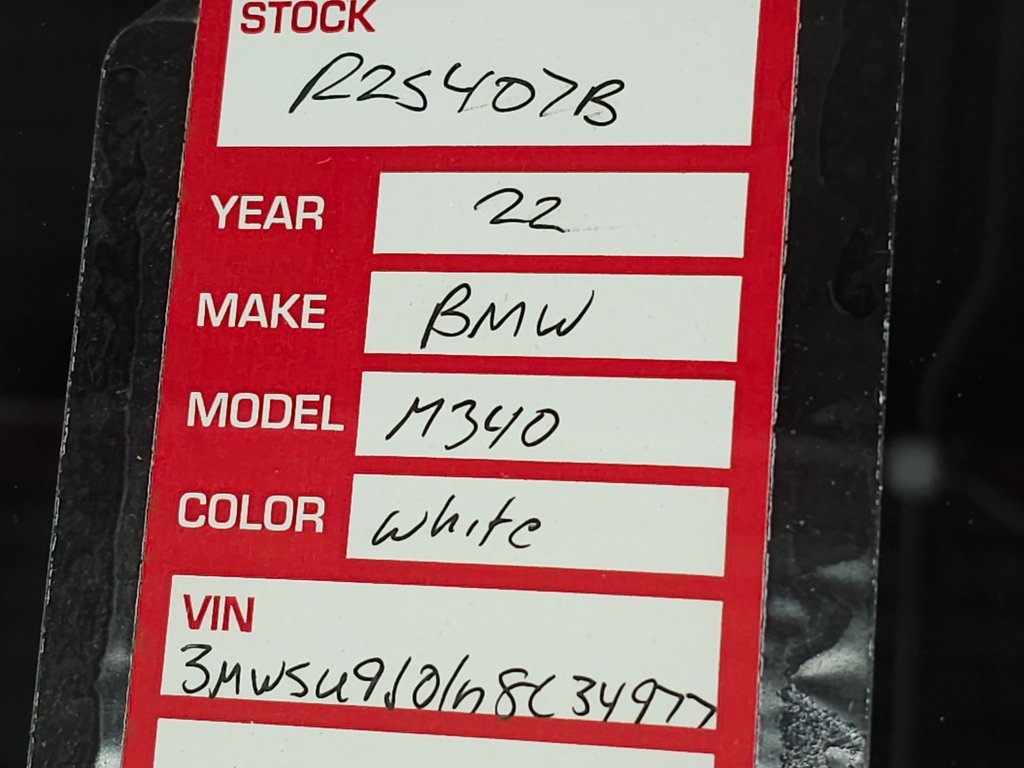 STOCK
R25407B
YEAR 22
MAKE BMW
MODEL M340
COLOR White
VIN
3MW5U9J01N8C34977